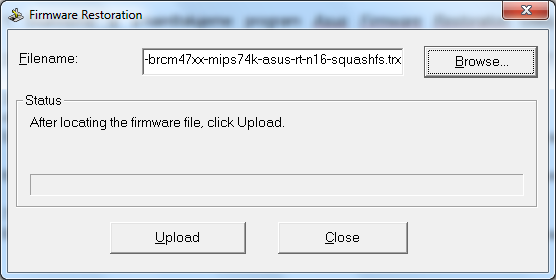 Firmware Restoration
Filename: -brcm47xx-mips74k-asus-rt-n16-squashfs.trx Browse...
Status
After locating the firmware file, click Upload.
Upload Close